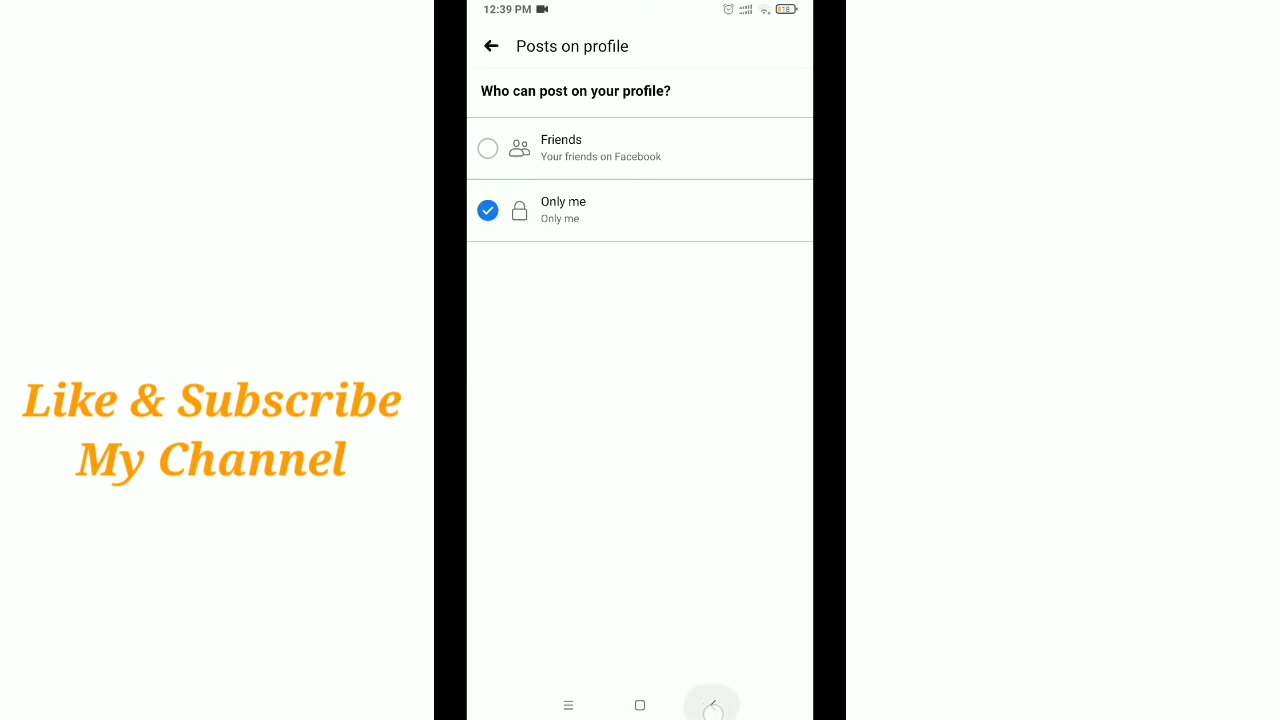 12:39 PM 18
Posts on profile
Who can post on your profile?
Friends
Your friends on Facebook
Only me
Only me
Like & Subscribe
My Channel